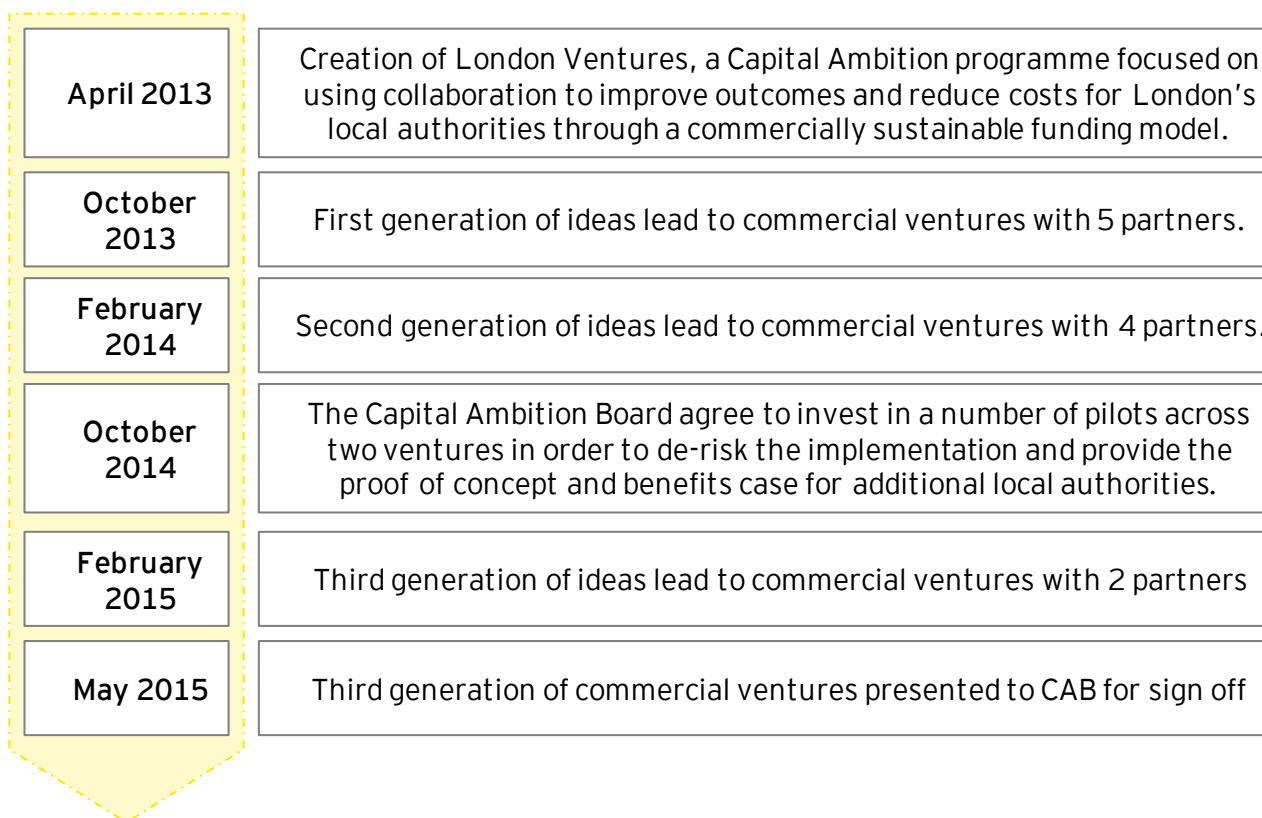 April 2013
Creation of London Ventures, a Capital Ambition programme focused on
using collaboration to improve outcomes and reduce costs for London's
local authorities through a commercially sustainable funding model.
October
2013
First generation of ideas lead to commercial ventures with 5 partners.
February
2014
Second generation of ideas lead to commercial ventures with 4 partners.
October
2014
The Capital Ambition Board agree to invest in a number of pilots across
two ventures in order to de-risk the implementation and provide the
proof of concept and benefits case for additional local authorities.
February
2015
Third generation of ideas lead to commercial ventures with 2 partners
May 2015
Third generation of commercial ventures presented to CAB for sign off